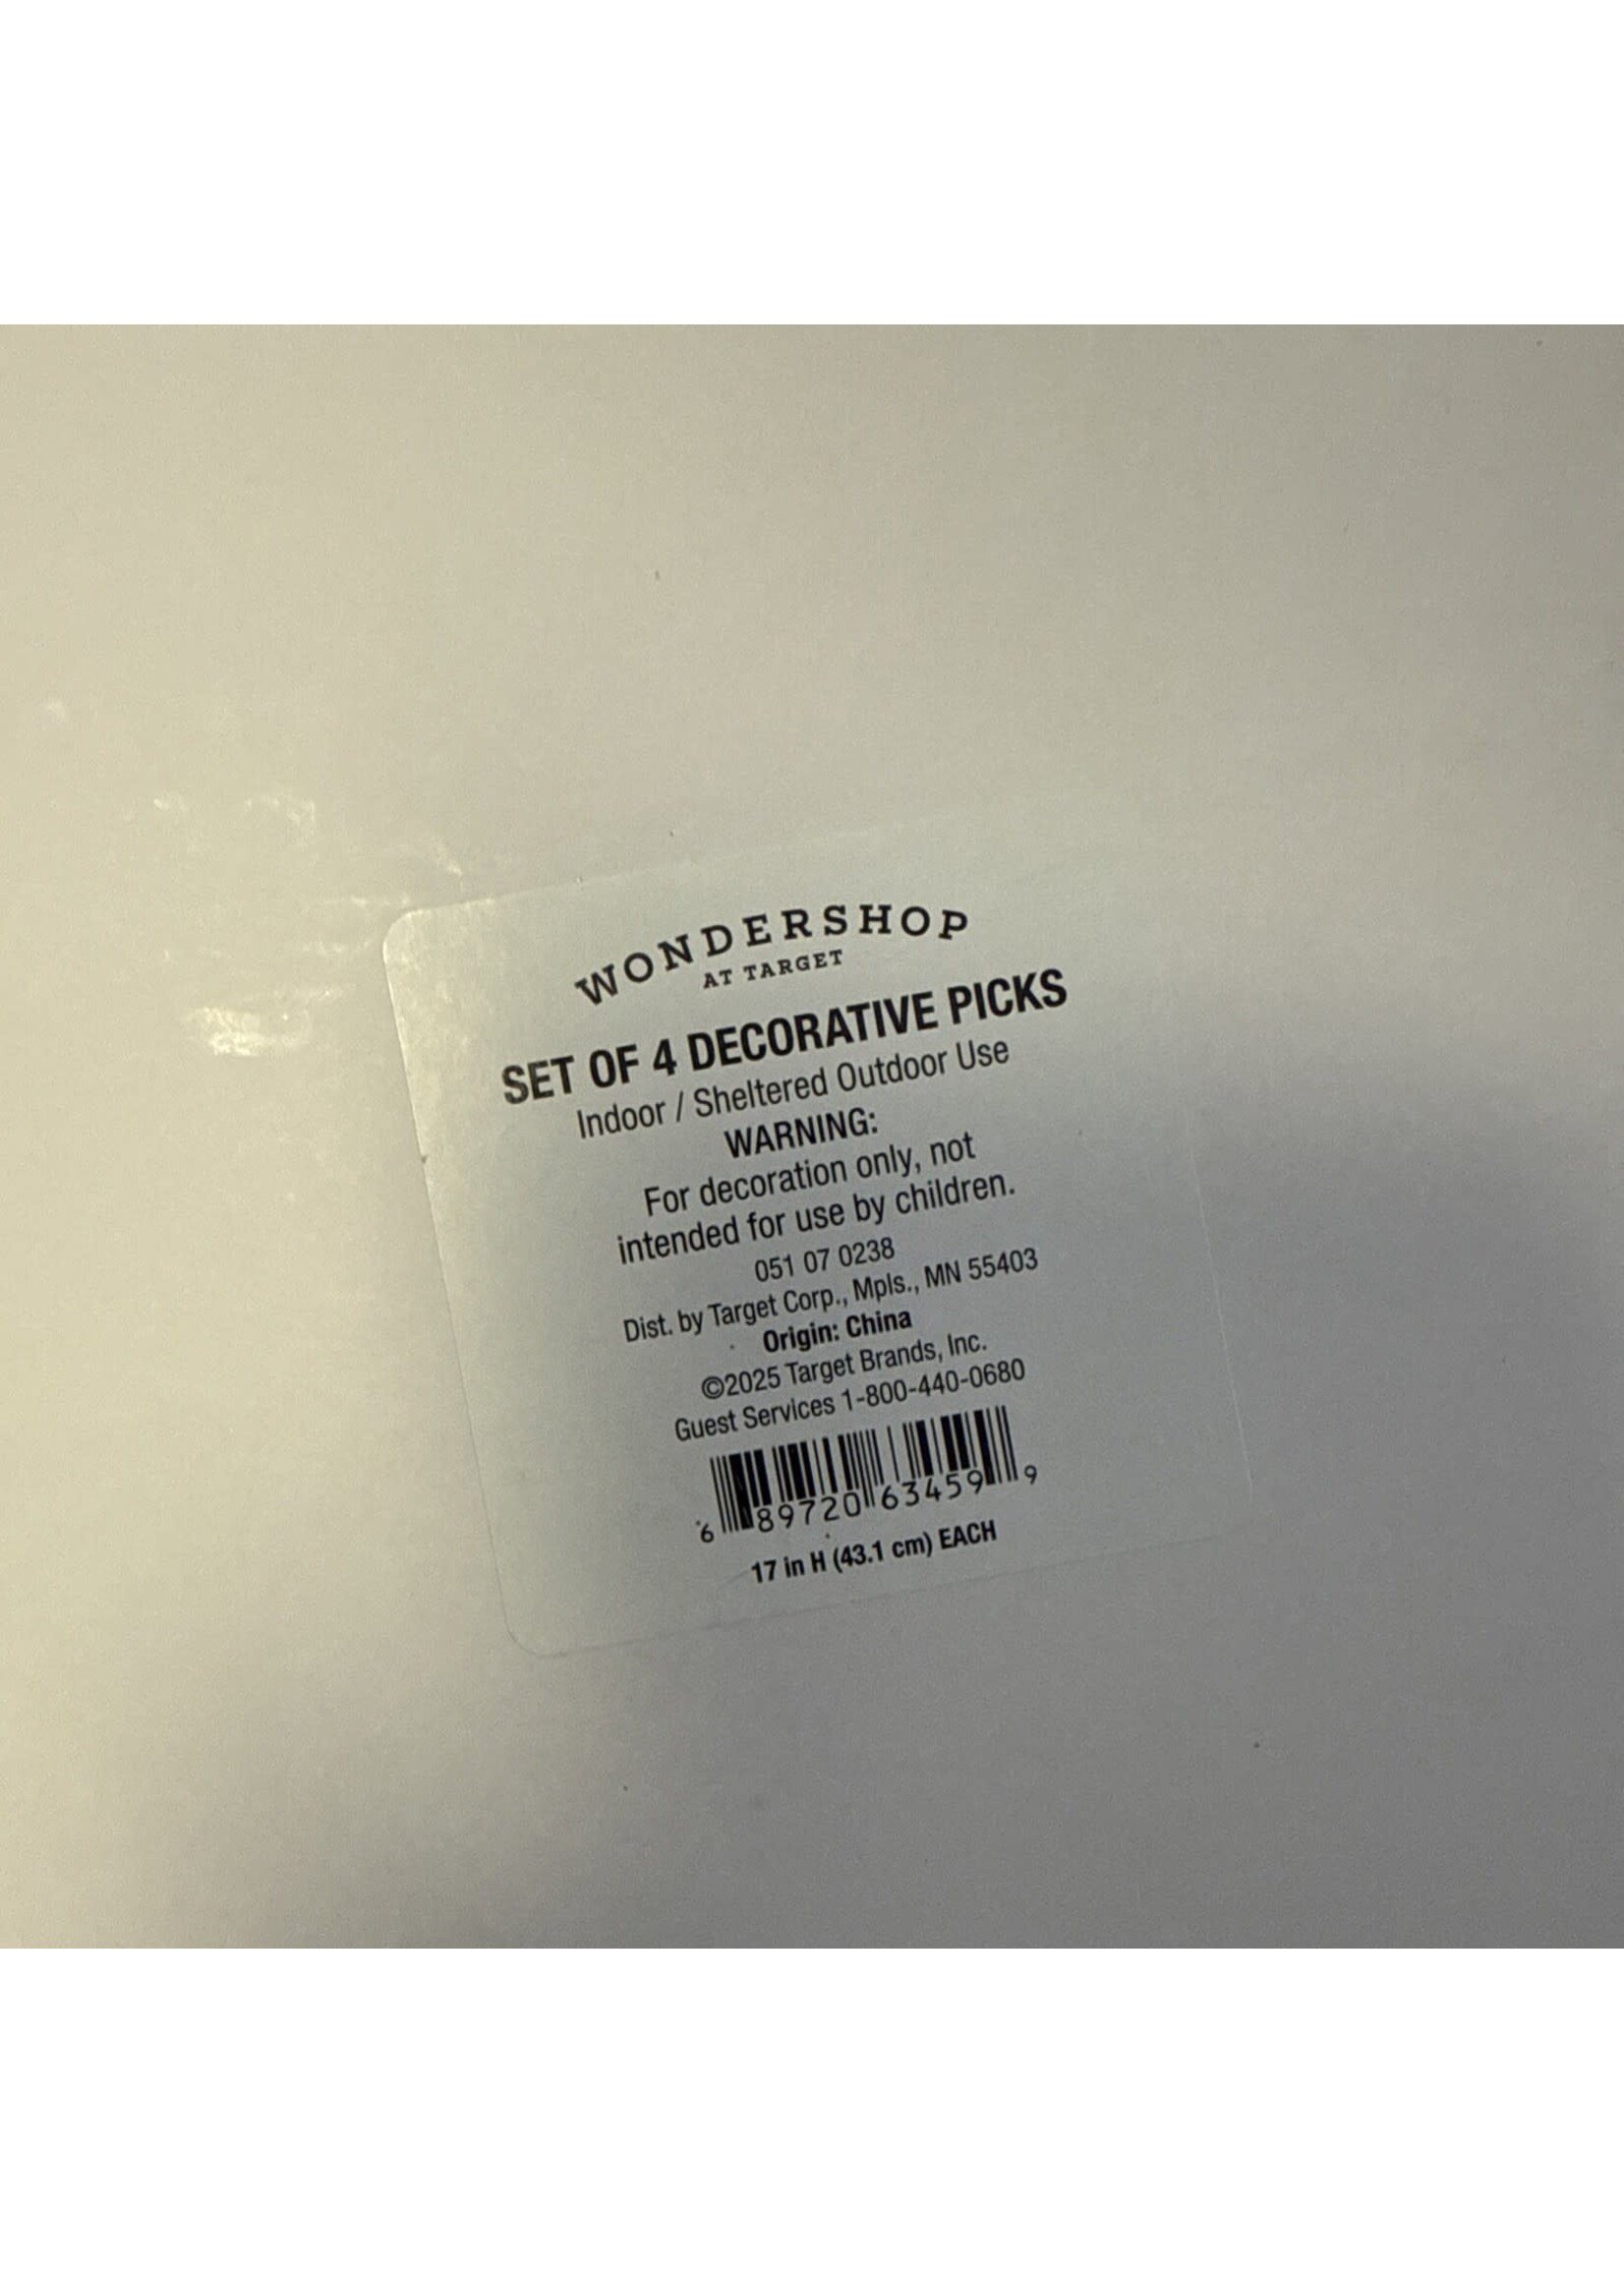 WONDERSHOP
AT TARGET
SET OF 4 DECORATIVE PICKS
Indoor / Sheltered Outdoor Use
WARNING:
For decoration only, not
intended for use by children.
051 07 0238
Dist. by Target Corp., Mpls., MN 55403
Origin: China
©2025 Target Brands, Inc.
Guest Services 1-800-440-0680
6 89720 63459 9
17 in H (43.1 cm) EACH